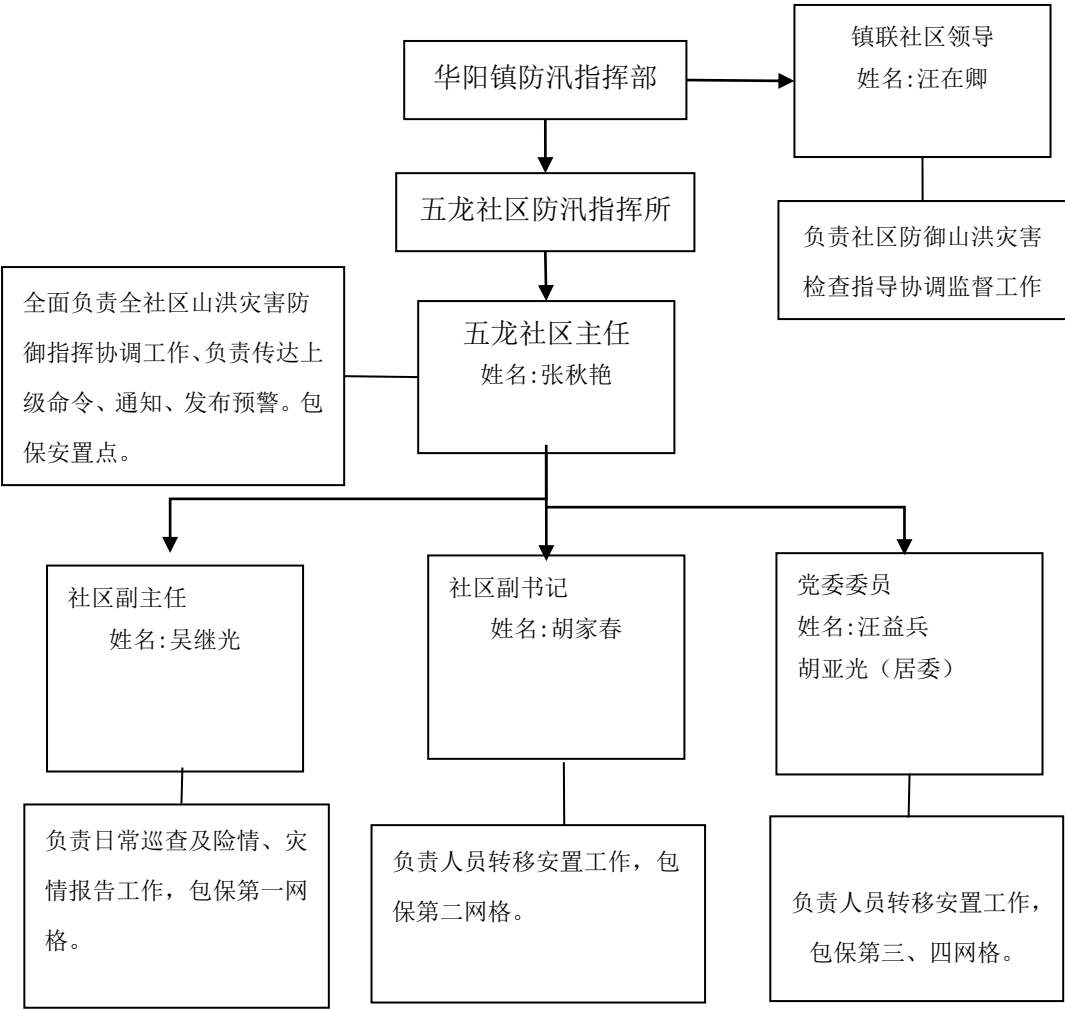 华阳镇防汛指挥部
镇联社区领导
姓名:汪在卿
五龙社区防汛指挥所
负责社区防御山洪灾害
检查指导协调监督工作
全面负责全社区山洪灾害防
御指挥协调工作、负责传达上
级命令、通知、发布预警。包
保安置点。
五龙社区主任
姓名:张秋艳
社区副主任
姓名:吴继光
社区副书记
姓名:胡家春
党委委员
姓名:汪益兵
胡亚光（居委）
负责日常巡查及险情、灾
情报告工作，包保第一网
格。
负责人员转移安置工作，包
保第二网格。
负责人员转移安置工作，
包保第三、四网格。